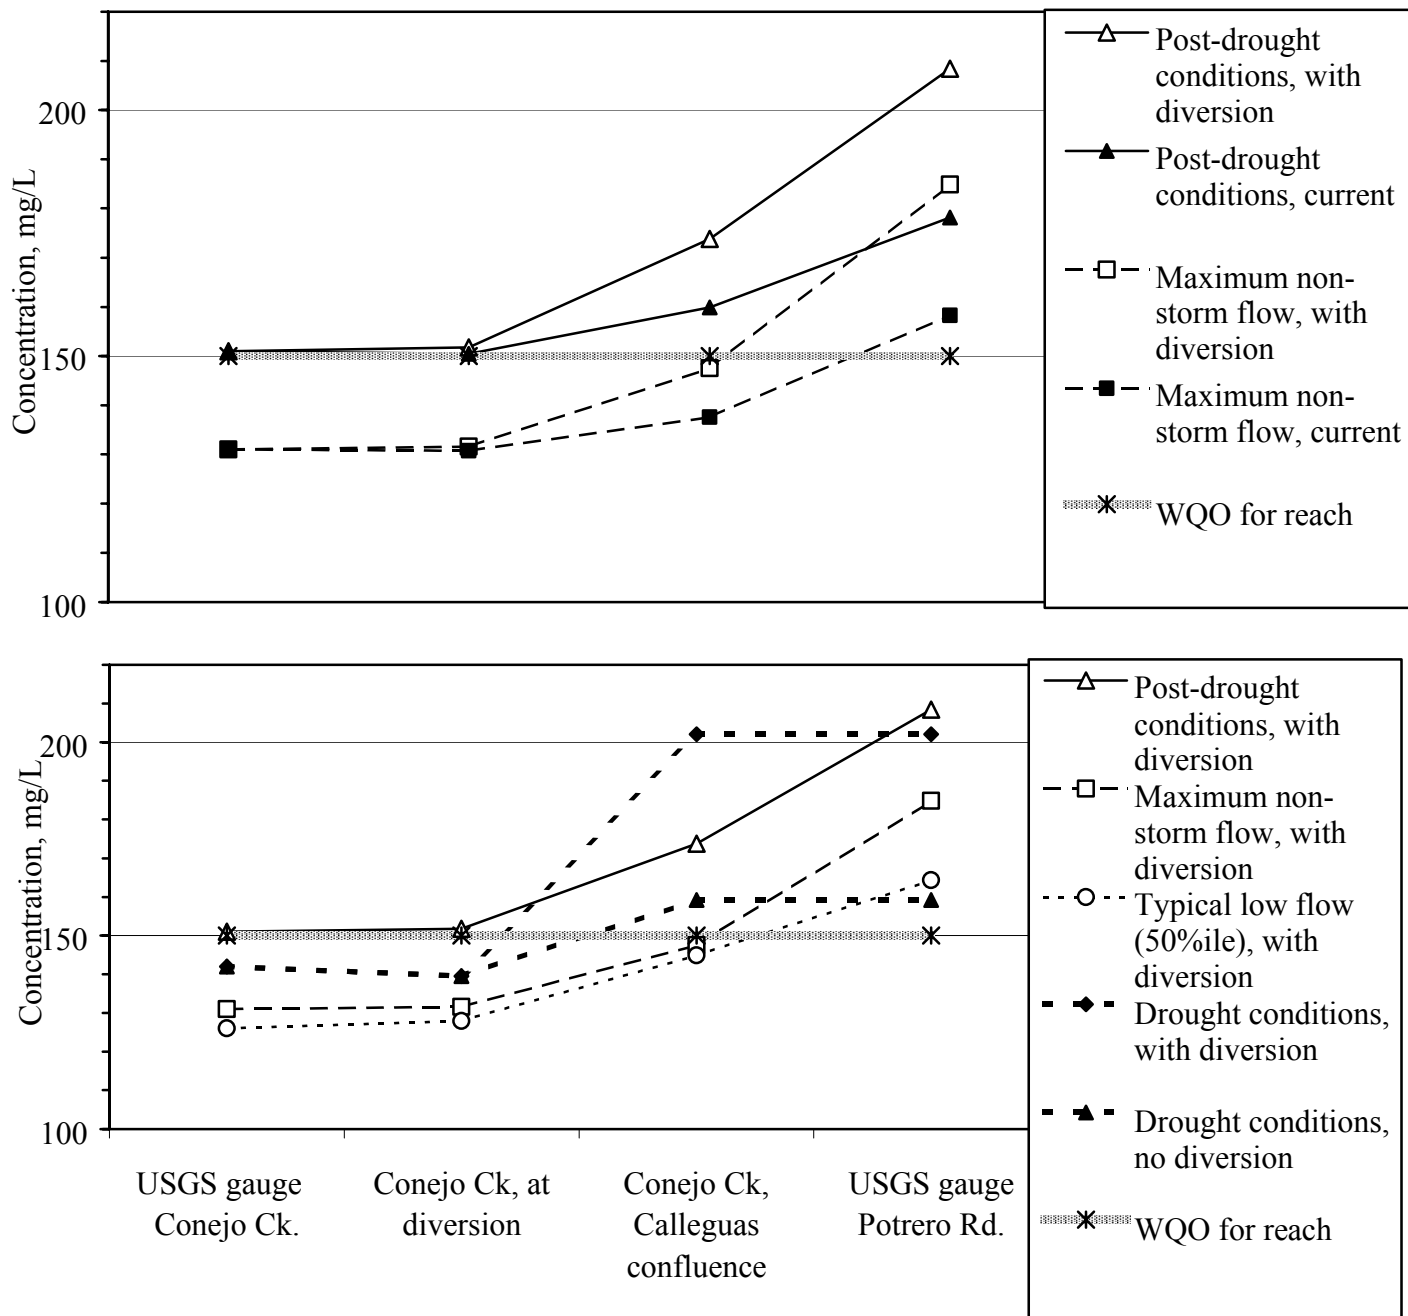 Concentration, mg/L
200
150
100
Post-drought
conditions, with
diversion
Post-drought
conditions, current
Maximum non-
storm flow, with
diversion
Maximum non-
storm flow, current
WQO for reach
Concentration, mg/L
200
150
100
USGS gauge
Conejo Ck.
Conejo Ck, at
diversion
Conejo Ck,
Calleguas
confluence
USGS gauge
Potrero Rd.
Post-drought
conditions, with
diversion
Maximum non-
storm flow, with
diversion
Typical low flow
(50%ile), with
diversion
Drought conditions,
with diversion
Drought conditions,
no diversion
WQO for reach